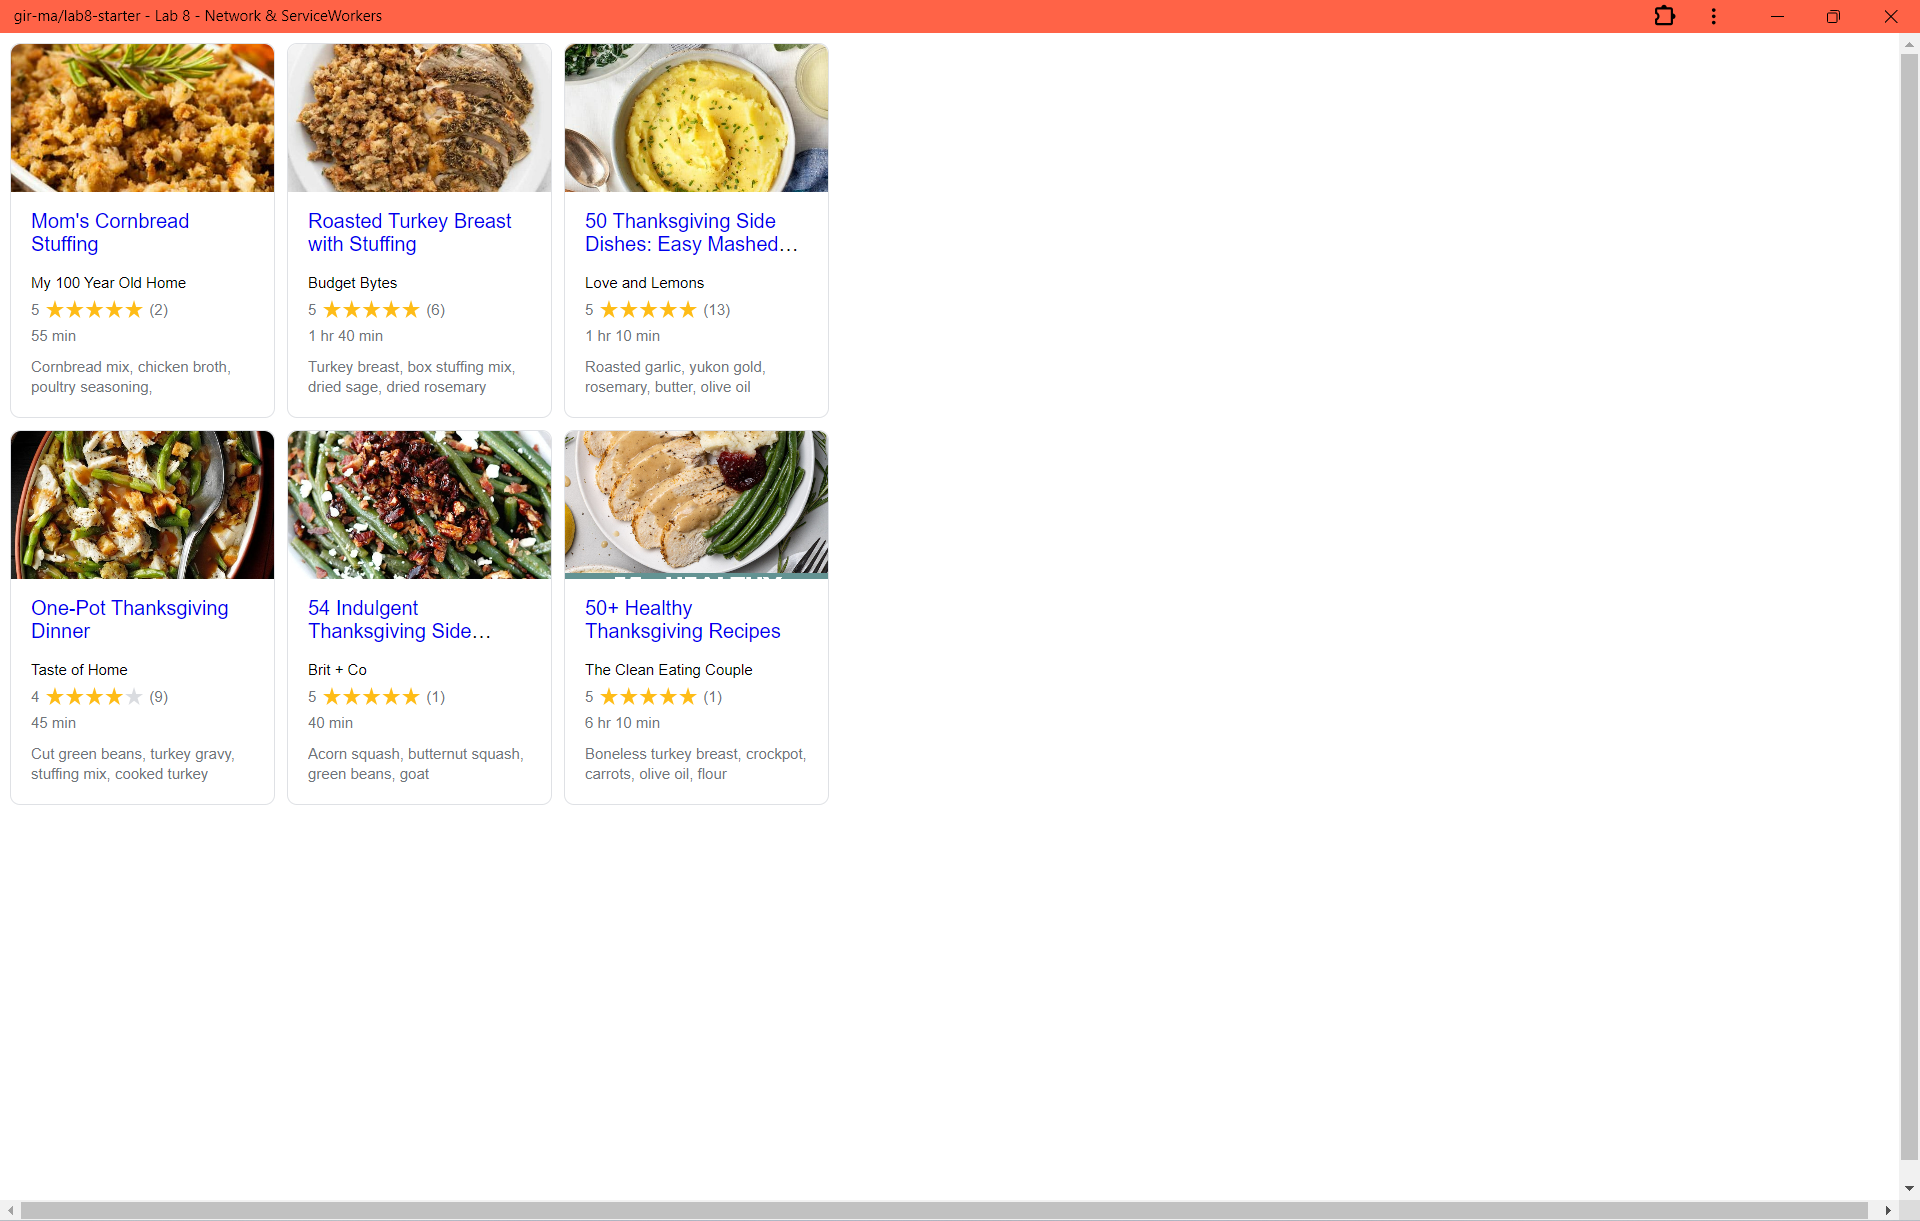 gir-ma/lab8-starter - Lab 8 - Network & ServiceWorkers
Mom's Cornbread
Stuffing
My 100 Year Old Home
5 (2)
55 min
Cornbread mix, chicken broth,
poultry seasoning,
Roasted Turkey Breast
with Stuffing
Budget Bytes
5 (6)
1 hr 40 min
Turkey breast, box stuffing mix,
dried sage, dried rosemary
50 Thanksgiving Side
Dishes: Easy Mashed…
Love and Lemons
5 (13)
1 hr 10 min
Roasted garlic, yukon gold,
rosemary, butter, olive oil
One-Pot Thanksgiving
Dinner
Taste of Home
4 (9)
45 min
Cut green beans, turkey gravy,
stuffing mix, cooked turkey
54 Indulgent
Thanksgiving Side…
Brit + Co
5 (1)
40 min
Acorn squash, butternut squash,
green beans, goat
50+ Healthy
Thanksgiving Recipes
The Clean Eating Couple
5 (1)
6 hr 10 min
Boneless turkey breast, crockpot,
carrots, olive oil, flour